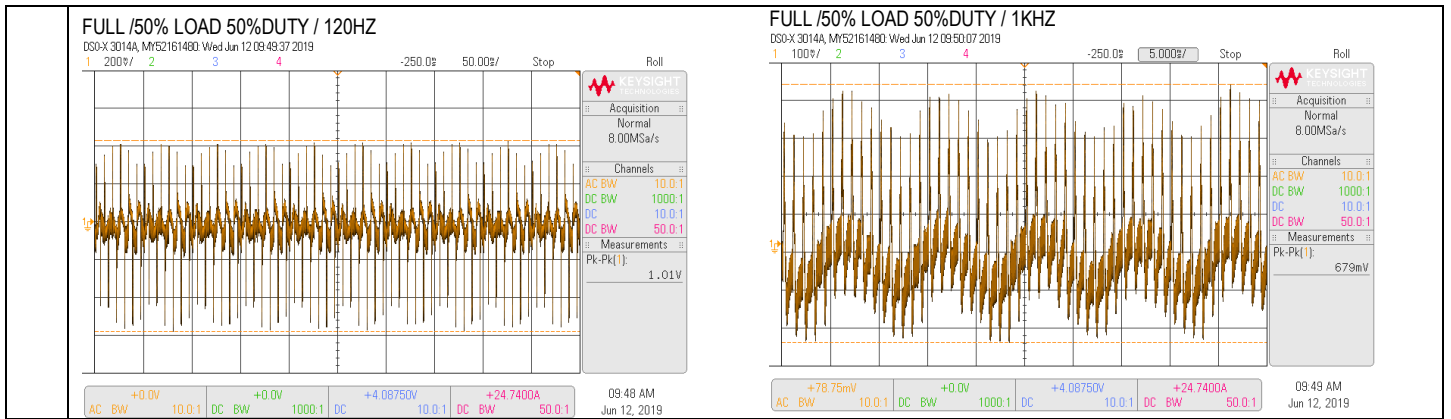 FULL /50% LOAD 50%DUTY / 120HZ
DSO-X 3014A, MY52161480: Wed Jun 12 09:49:37 2019
1 200%/ 2 3 4 -250.0% 50.00%/ Stop Roll
KEYSIGHT
TECHNOLOGIES
Acquisition
Normal
8.00MSa/s
Channels
AC BW 10.0:1
DC BW 1000:1
DC 10.0:1
DC BW 50.0:1
Measurements
Pk-Pk(1):
1.01V
+0.0V +0.0V +4.08750V +24.7400A
AC BW 10.0:1 DC BW 1000:1 DC 10.0:1 DC BW 50.0:1
09:48 AM
Jun 12, 2019
FULL /50% LOAD 50%DUTY / 1KHZ
DSO-X 3014A, MY52161480: Wed Jun 12 09:50:07 2019
1 100%/ 2 3 4 -250.0% 5.000%/ Stop Roll
KEYSIGHT
TECHNOLOGIES
Acquisition
Normal
8.00MSa/s
Channels
AC BW 10.0:1
DC BW 1000:1
DC 10.0:1
DC BW 50.0:1
Measurements
Pk-Pk(1):
679mV
+78.75mV +0.0V +4.08750V +24.7400A
AC BW 10.0:1 DC BW 1000:1 DC 10.0:1 DC BW 50.0:1
09:49 AM
Jun 12, 2019